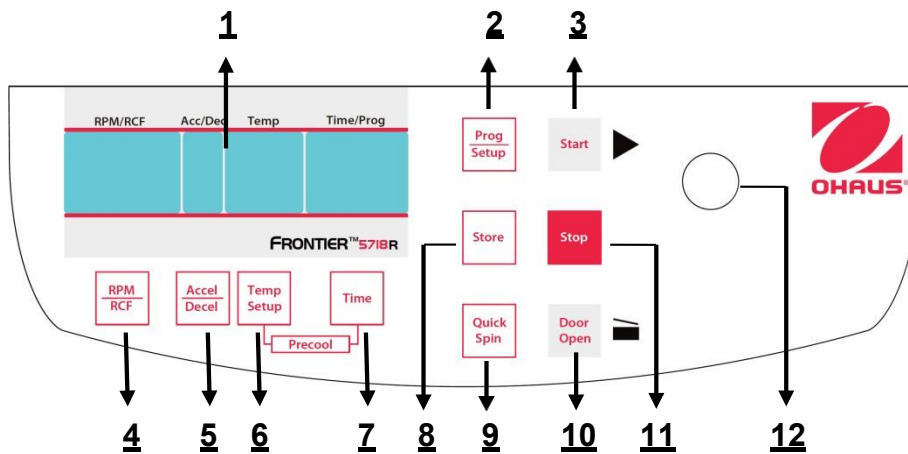 1 2 3
RPM/RCF Acc/Dec Temp Time/Prog
Prog
Setup
Start
OHAUS®
FRONTIER™5718R
Store
Stop
RPM
RCF
Accel
Decel
Temp
Setup
Time
Precool
Quick
Spin
Door
Open
4 5 6 7 8 9 10 11 12